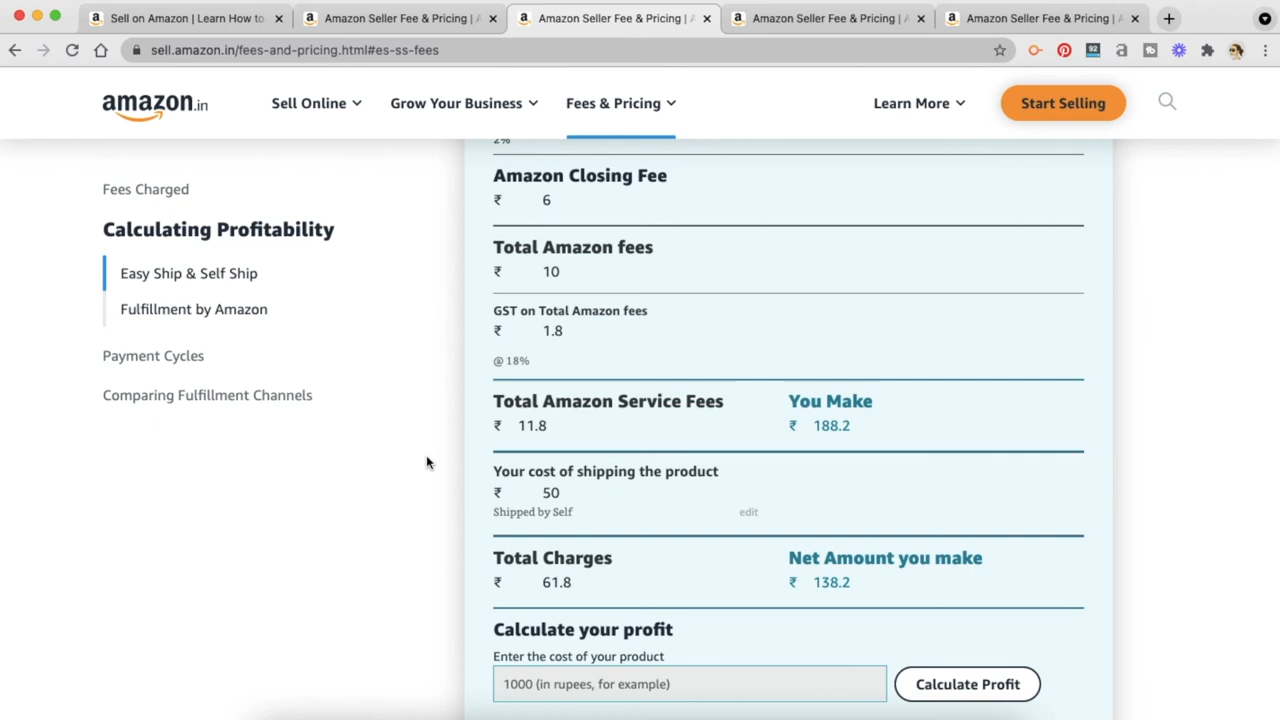 Sell on Amazon | Learn How to
Amazon Seller Fee & Pricing | A
Amazon Seller Fee & Pricing | A
Amazon Seller Fee & Pricing | A
Amazon Seller Fee & Pricing | A
sell.amazon.in/fees-and-pricing.html#es-ss-fees
92
amazon.in
Sell Online
Grow Your Business
Fees & Pricing
Learn More
Start Selling
2%
Fees Charged
Calculating Profitability
Easy Ship & Self Ship
Fulfillment by Amazon
Payment Cycles
Comparing Fulfillment Channels
Amazon Closing Fee
₹ 6
Total Amazon fees
₹ 10
GST on Total Amazon fees
₹ 1.8
@ 18%
Total Amazon Service Fees You Make
₹ 11.8 ₹ 188.2
Your cost of shipping the product
₹ 50
Shipped by Self edit
Total Charges Net Amount you make
₹ 61.8 ₹ 138.2
Calculate your profit
Enter the cost of your product
1000 (in rupees, for example) Calculate Profit